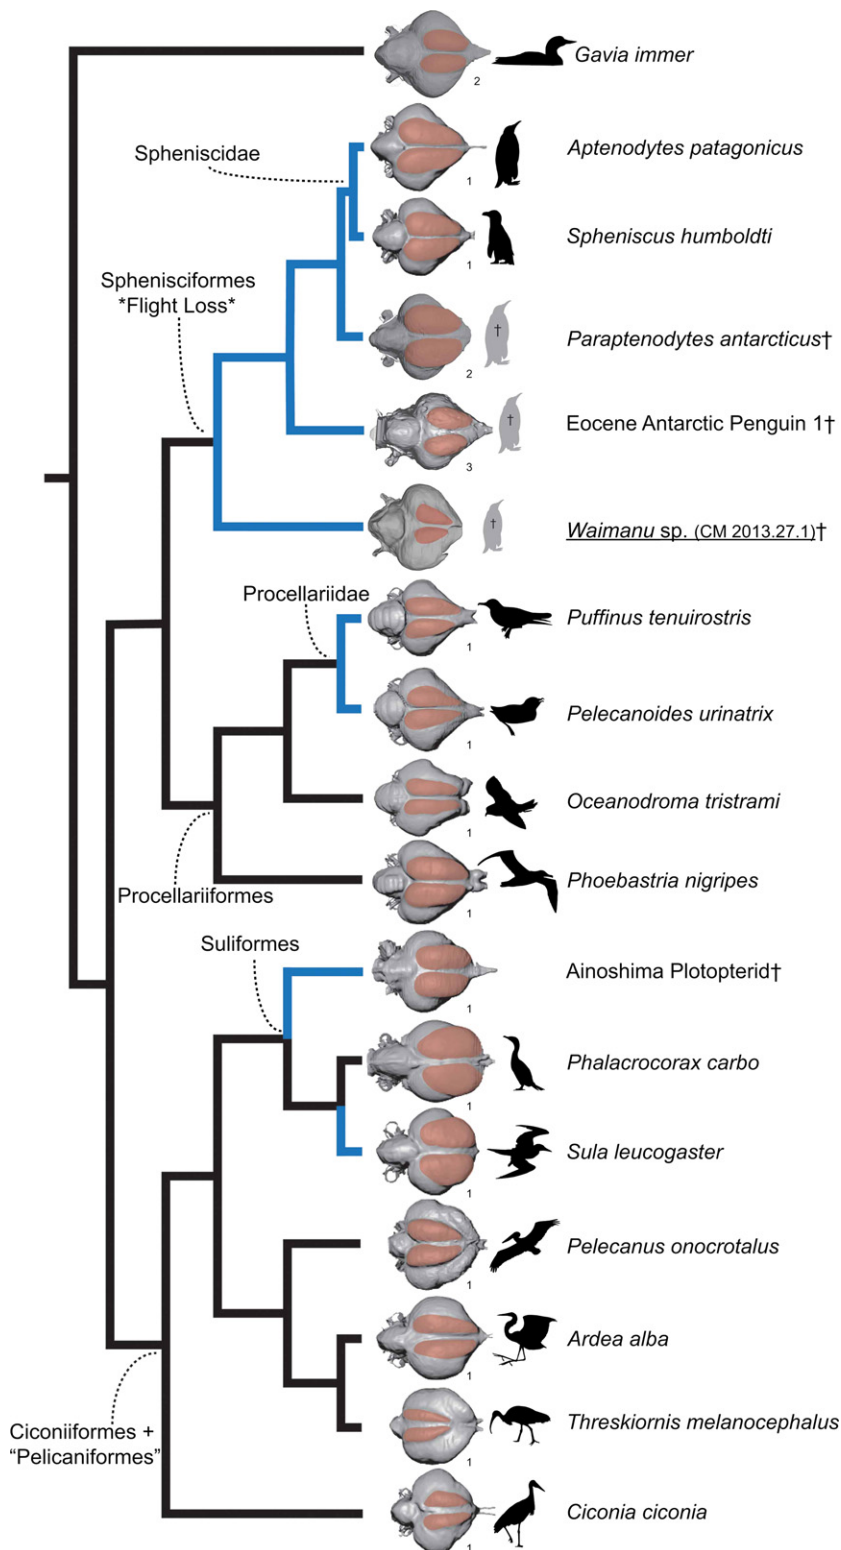 Gavia immer
2
Spheniscidae
Aptenodytes patagonicus
1
Spheniscus humboldti
1
Sphenisciformes
*Flight Loss*
†
Paraptenodytes antarcticus†
2
†
Eocene Antarctic Penguin 1†
3
†
Waimanu sp. (CM 2013.27.1)†
Procellariidae
Puffinus tenuirostris
1
Pelecanoides urinatrix
1
Oceanodroma tristrami
1
Phoebastria nigripes
Procellariiformes
1
Suliformes
Ainoshima Plotopterid†
1
Phalacrocorax carbo
1
Sula leucogaster
1
Pelecanus onocrotalus
1
Ardea alba
1
Ciconiiformes +
“Pelicaniformes”
Threskiornis melanocephalus
1
Ciconia ciconia
1